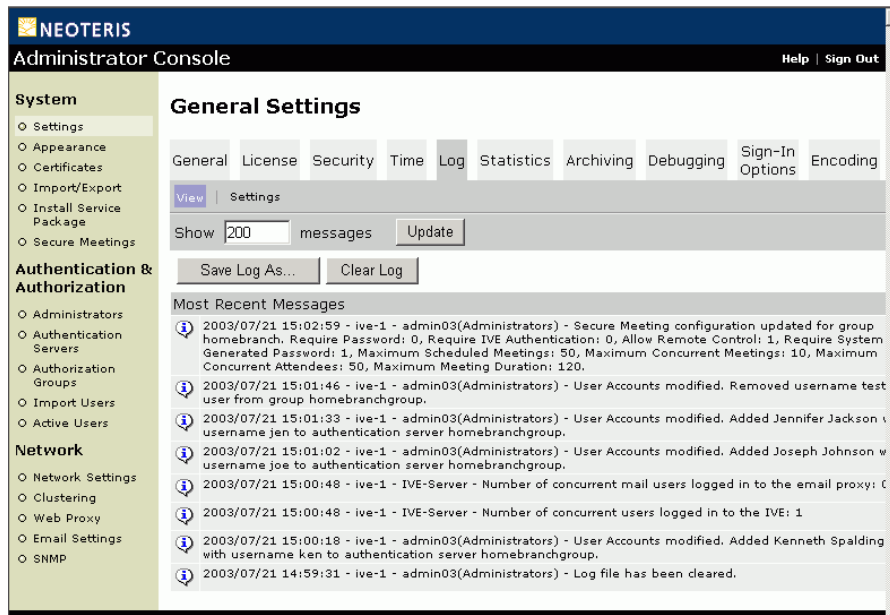 NEOTERIS
Administrator Console
Help | Sign Out
System
Settings
Appearance
Certificates
Import/Export
Install Service
Package
Secure Meetings
Authentication &
Authorization
Administrators
Authentication
Servers
Authorization
Groups
Import Users
Active Users
Network
Network Settings
Clustering
Web Proxy
Email Settings
SNMP
General Settings
General License Security Time Log Statistics Archiving Debugging Sign-In Options Encoding
View | Settings
Show 200 messages Update
Save Log As... Clear Log
Most Recent Messages
2003/07/21 15:02:59 - ive-1 - admin03(Administrators) - Secure Meeting configuration updated for group
homebranch. Require Password: 0, Require IVE Authentication: 0, Allow Remote Control: 1, Require System
Generated Password: 1, Maximum Scheduled Meetings: 50, Maximum Concurrent Meetings: 10, Maximum
Concurrent Attendees: 50, Maximum Meeting Duration: 120.
2003/07/21 15:01:46 - ive-1 - admin03(Administrators) - User Accounts modified. Removed username test
user from group homebranchgroup.
2003/07/21 15:01:33 - ive-1 - admin03(Administrators) - User Accounts modified. Added Jennifer Jackson
username jen to authentication server homebranchgroup.
2003/07/21 15:01:02 - ive-1 - admin03(Administrators) - User Accounts modified. Added Joseph Johnson
username joe to authentication server homebranchgroup.
2003/07/21 15:00:48 - ive-1 - IVE-Server - Number of concurrent mail users logged in to the email proxy:
2003/07/21 15:00:48 - ive-1 - IVE-Server - Number of concurrent users logged in to the IVE: 1
2003/07/21 15:00:18 - ive-1 - admin03(Administrators) - User Accounts modified. Added Kenneth Spalding
with username ken to authentication server homebranchgroup.
2003/07/21 14:59:31 - ive-1 - admin03(Administrators) - Log file has been cleared.